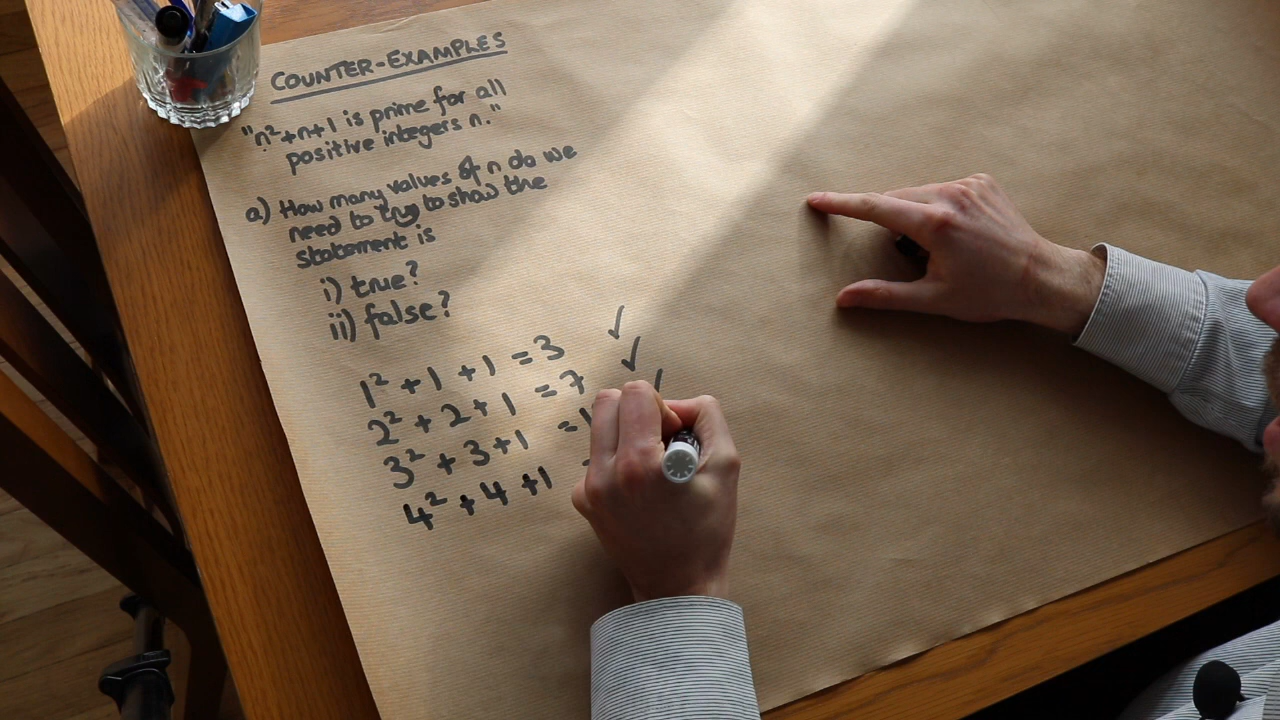 COUNTER-EXAMPLES
"n²+n+1 is prime for all
positive integers n."
a) How many values of n do we
need to try to show the
statement is
i) true?
ii) false?
1² + 1 + 1 = 3 ✓
2² + 2 + 1 = 7 ✓
3² + 3 + 1 =
4² + 4 + 1